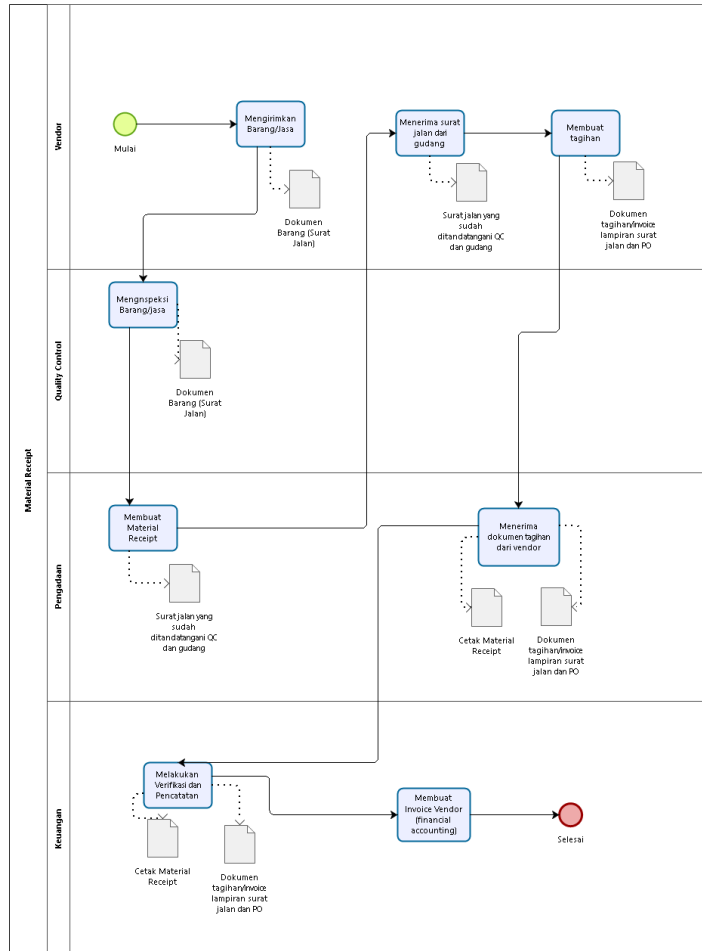 Material Receipt
Vendor
Mulai
Mengirimkan
Barang/Jasa
Dokumen
Barang (Surat
Jalan)
Menerima surat
jalan dari
gudang
Surat jalan yang
sudah
ditandatangani QC
dan gudang
Membuat
tagihan
Dokumen
tagihan/invoice
lampiran surat
jalan dan PO
Quality Control
Mengnspeksi
Barang/jasa
Dokumen
Barang (Surat
Jalan)
Pengadaan
Membuat
Material
Receipt
Surat jalan yang
sudah
ditandatangani QC
dan gudang
Menerima
dokumen tagihan
dari vendor
Cetak Material
Receipt
Dokumen
tagihan/invoice
lampiran surat
jalan dan PO
Keuangan
Melakukan
Verifikasi dan
Pencatatan
Cetak Material
Receipt
Dokumen
tagihan/invoice
lampiran surat
jalan dan PO
Membuat
Invoice Vendor
(financial
accounting)
Selesai